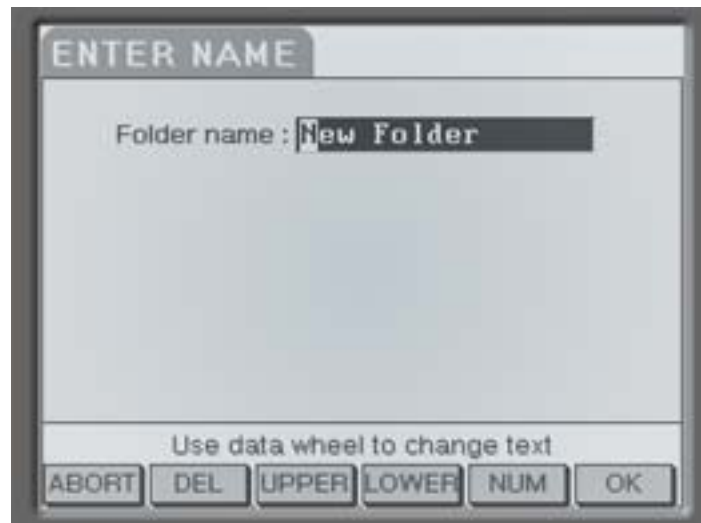 ENTER NAME
Folder name : New Folder
Use data wheel to change text
ABORT DEL UPPER LOWER NUM OK